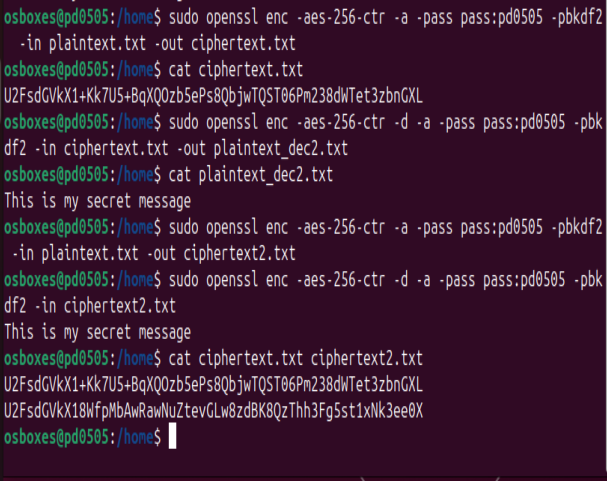 osboxes@pd0505:/home$ sudo openssl enc -aes-256-ctr -a -pass pass:pd0505 -pbkdf2
-in plaintext.txt -out ciphertext.txt
osboxes@pd0505:/home$ cat ciphertext.txt
U2FsdGVkX1+Kk7U5+BqXQOzb5ePs8QbjwTQST06Pm238dWTet3zbnGXL
osboxes@pd0505:/home$ sudo openssl enc -aes-256-ctr -d -a -pass pass:pd0505 -pbk
df2 -in ciphertext.txt -out plaintext_dec2.txt
osboxes@pd0505:/home$ cat plaintext_dec2.txt
This is my secret message
osboxes@pd0505:/home$ sudo openssl enc -aes-256-ctr -a -pass pass:pd0505 -pbkdf2
-in plaintext.txt -out ciphertext2.txt
osboxes@pd0505:/home$ sudo openssl enc -aes-256-ctr -d -a -pass pass:pd0505 -pbk
df2 -in ciphertext2.txt
This is my secret message
osboxes@pd0505:/home$ cat ciphertext.txt ciphertext2.txt
U2FsdGVkX1+Kk7U5+BqXQOzb5ePs8QbjwTQST06Pm238dWTet3zbnGXL
U2FsdGVkX18WfpMbAwRawNuZtevGLw8zdBK8QzThh3Fg5st1xNk3ee0X
osboxes@pd0505:/home$